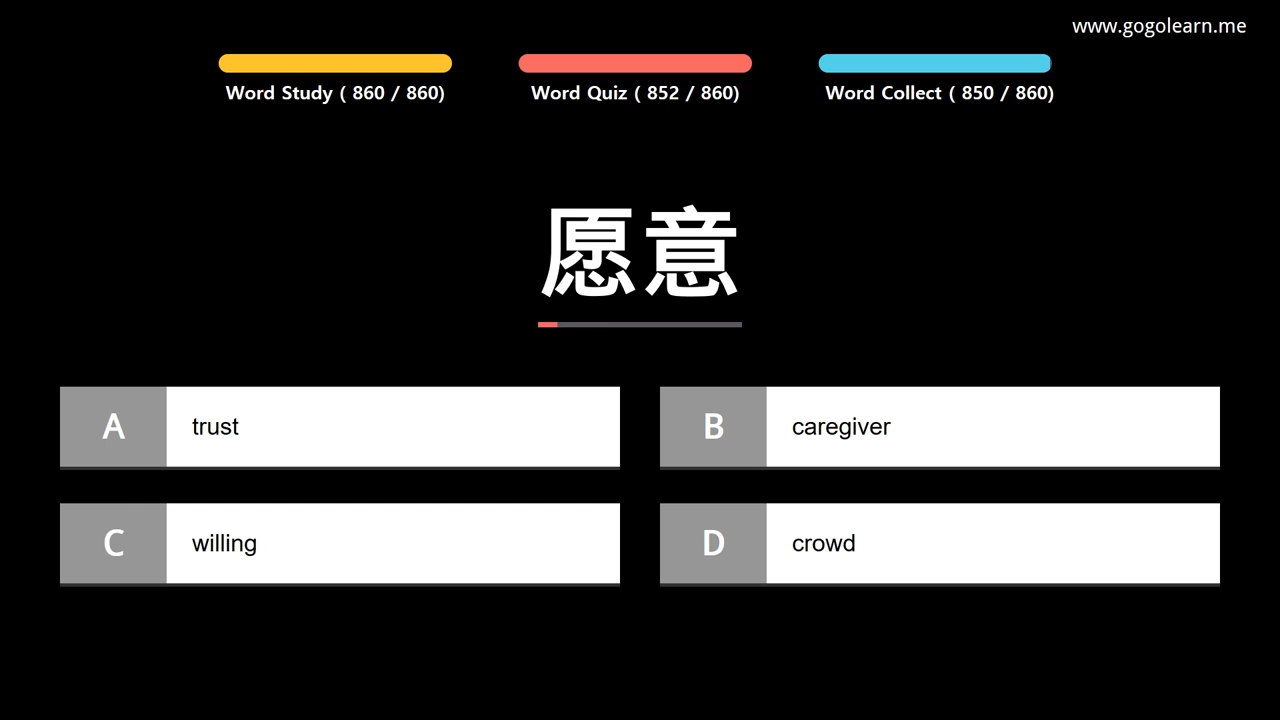 www.gogolearn.me
Word Study ( 860 / 860)
Word Quiz ( 852 / 860)
Word Collect ( 850 / 860)
愿意
A trust
B caregiver
C willing
D crowd